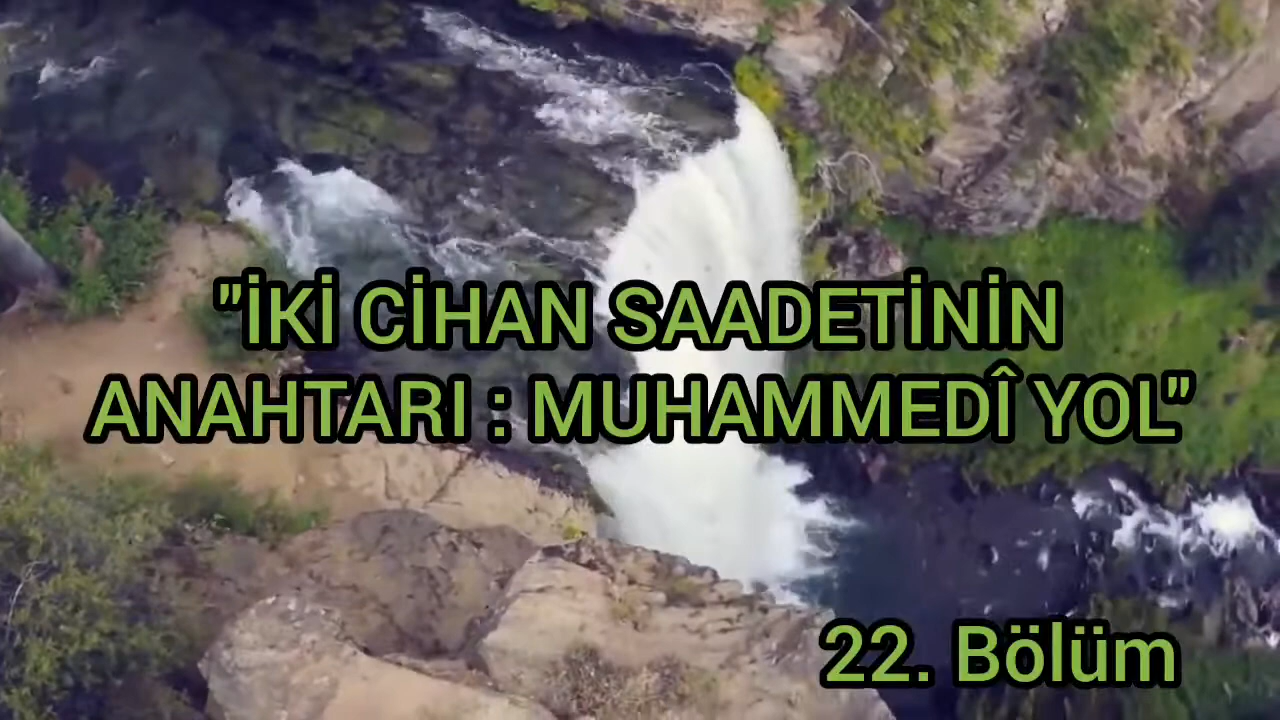 "İKİ CİHAN SAADETİNİN
ANAHTARI : MUHAMMEDÎ YOL"
22. Bölüm